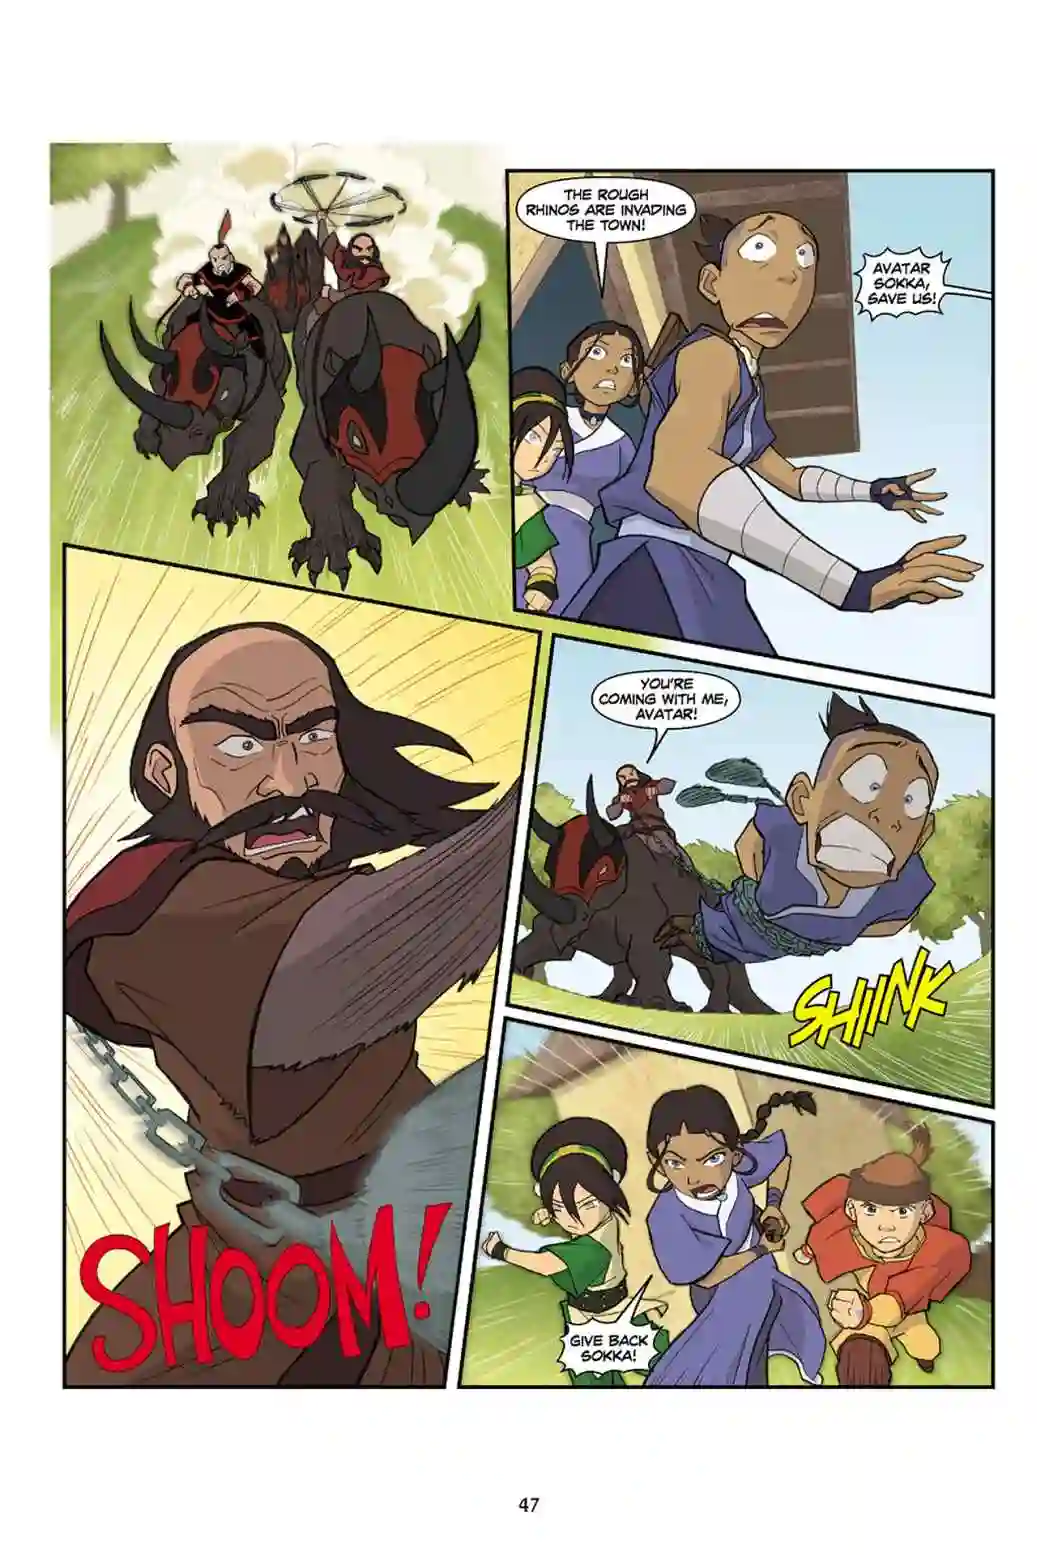 THE ROUGH
RHINOS ARE INVADING
THE TOWN!
AVATAR
SOKKA,
SAVE US!
SHOOM!
YOU'RE
COMING WITH ME,
AVATAR!
SHIINK
GIVE BACK
SOKKA!
47